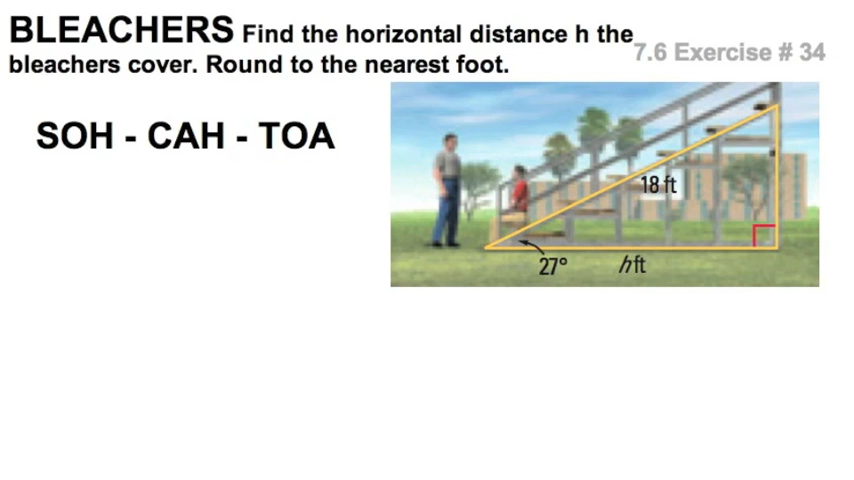 BLEACHERS Find the horizontal distance h the
bleachers cover. Round to the nearest foot.
7.6 Exercise # 34
SOH - CAH - TOA
18 ft
27°
h ft